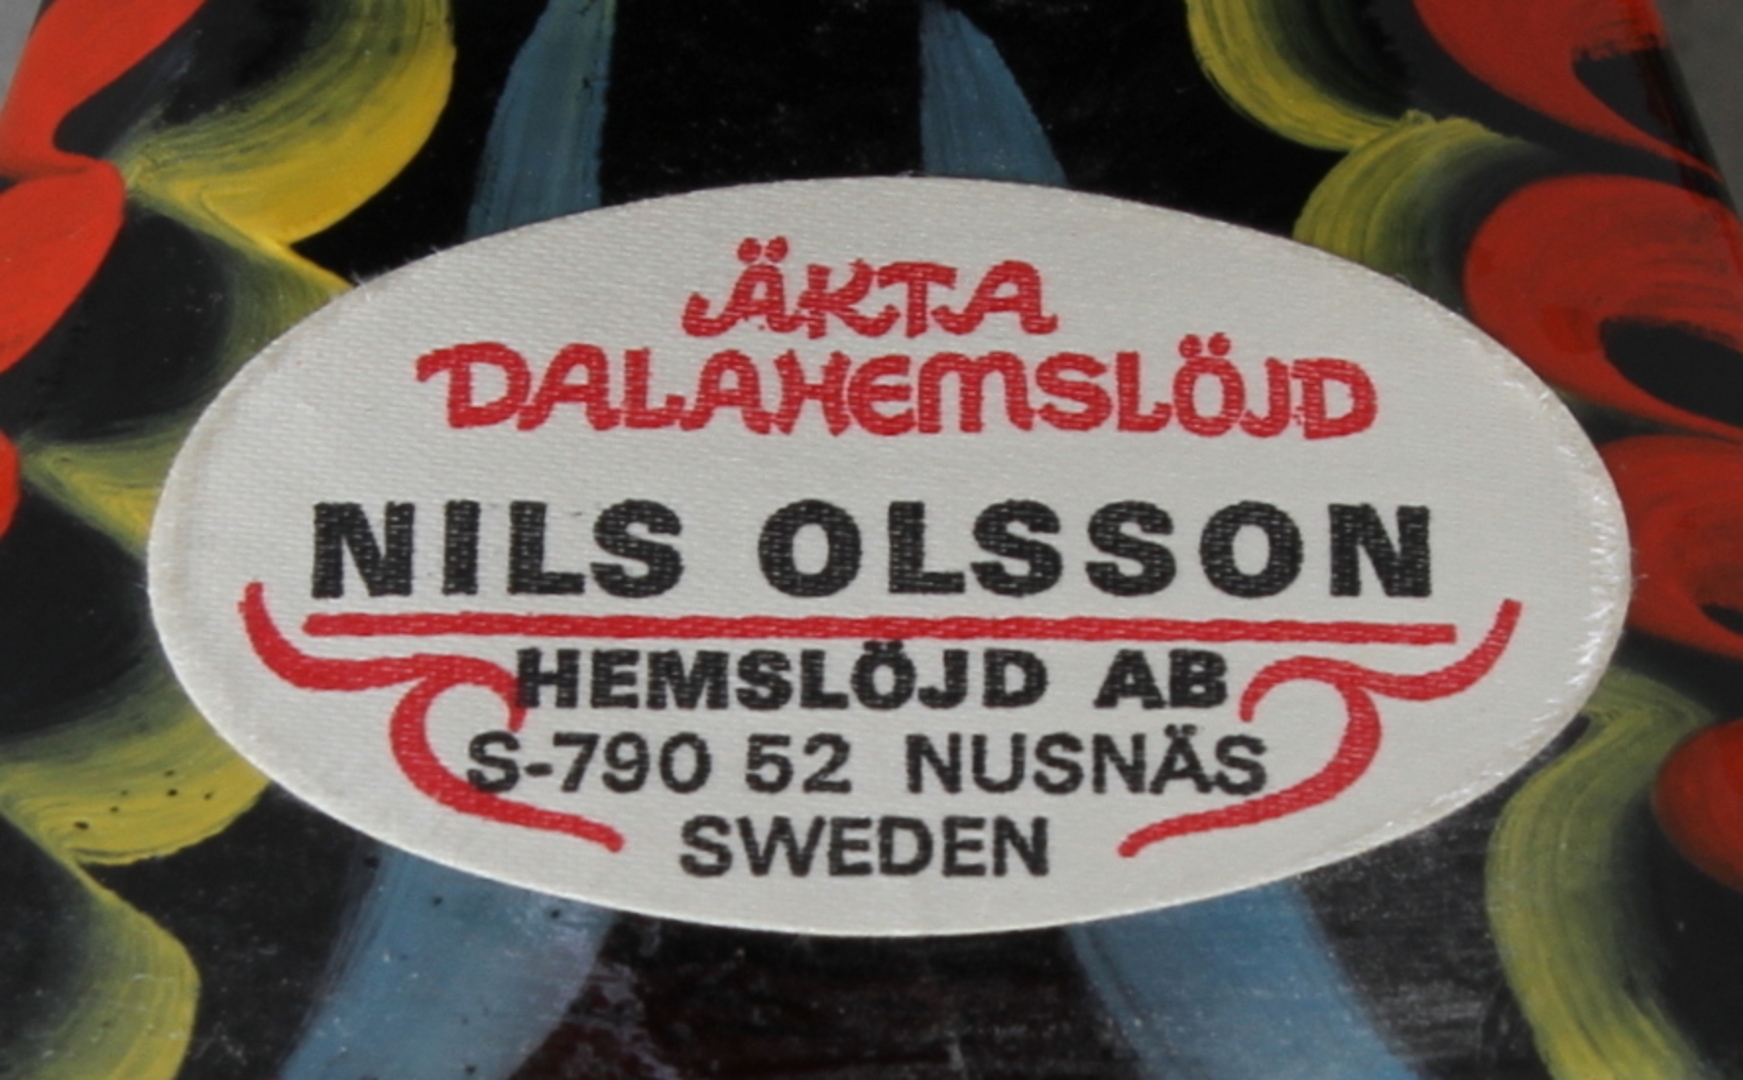 ÄKTA
DALAHEMSLÖJD
NILS OLSSON
HEMSLÖJD AB
S-790 52 NUSNÄS
SWEDEN